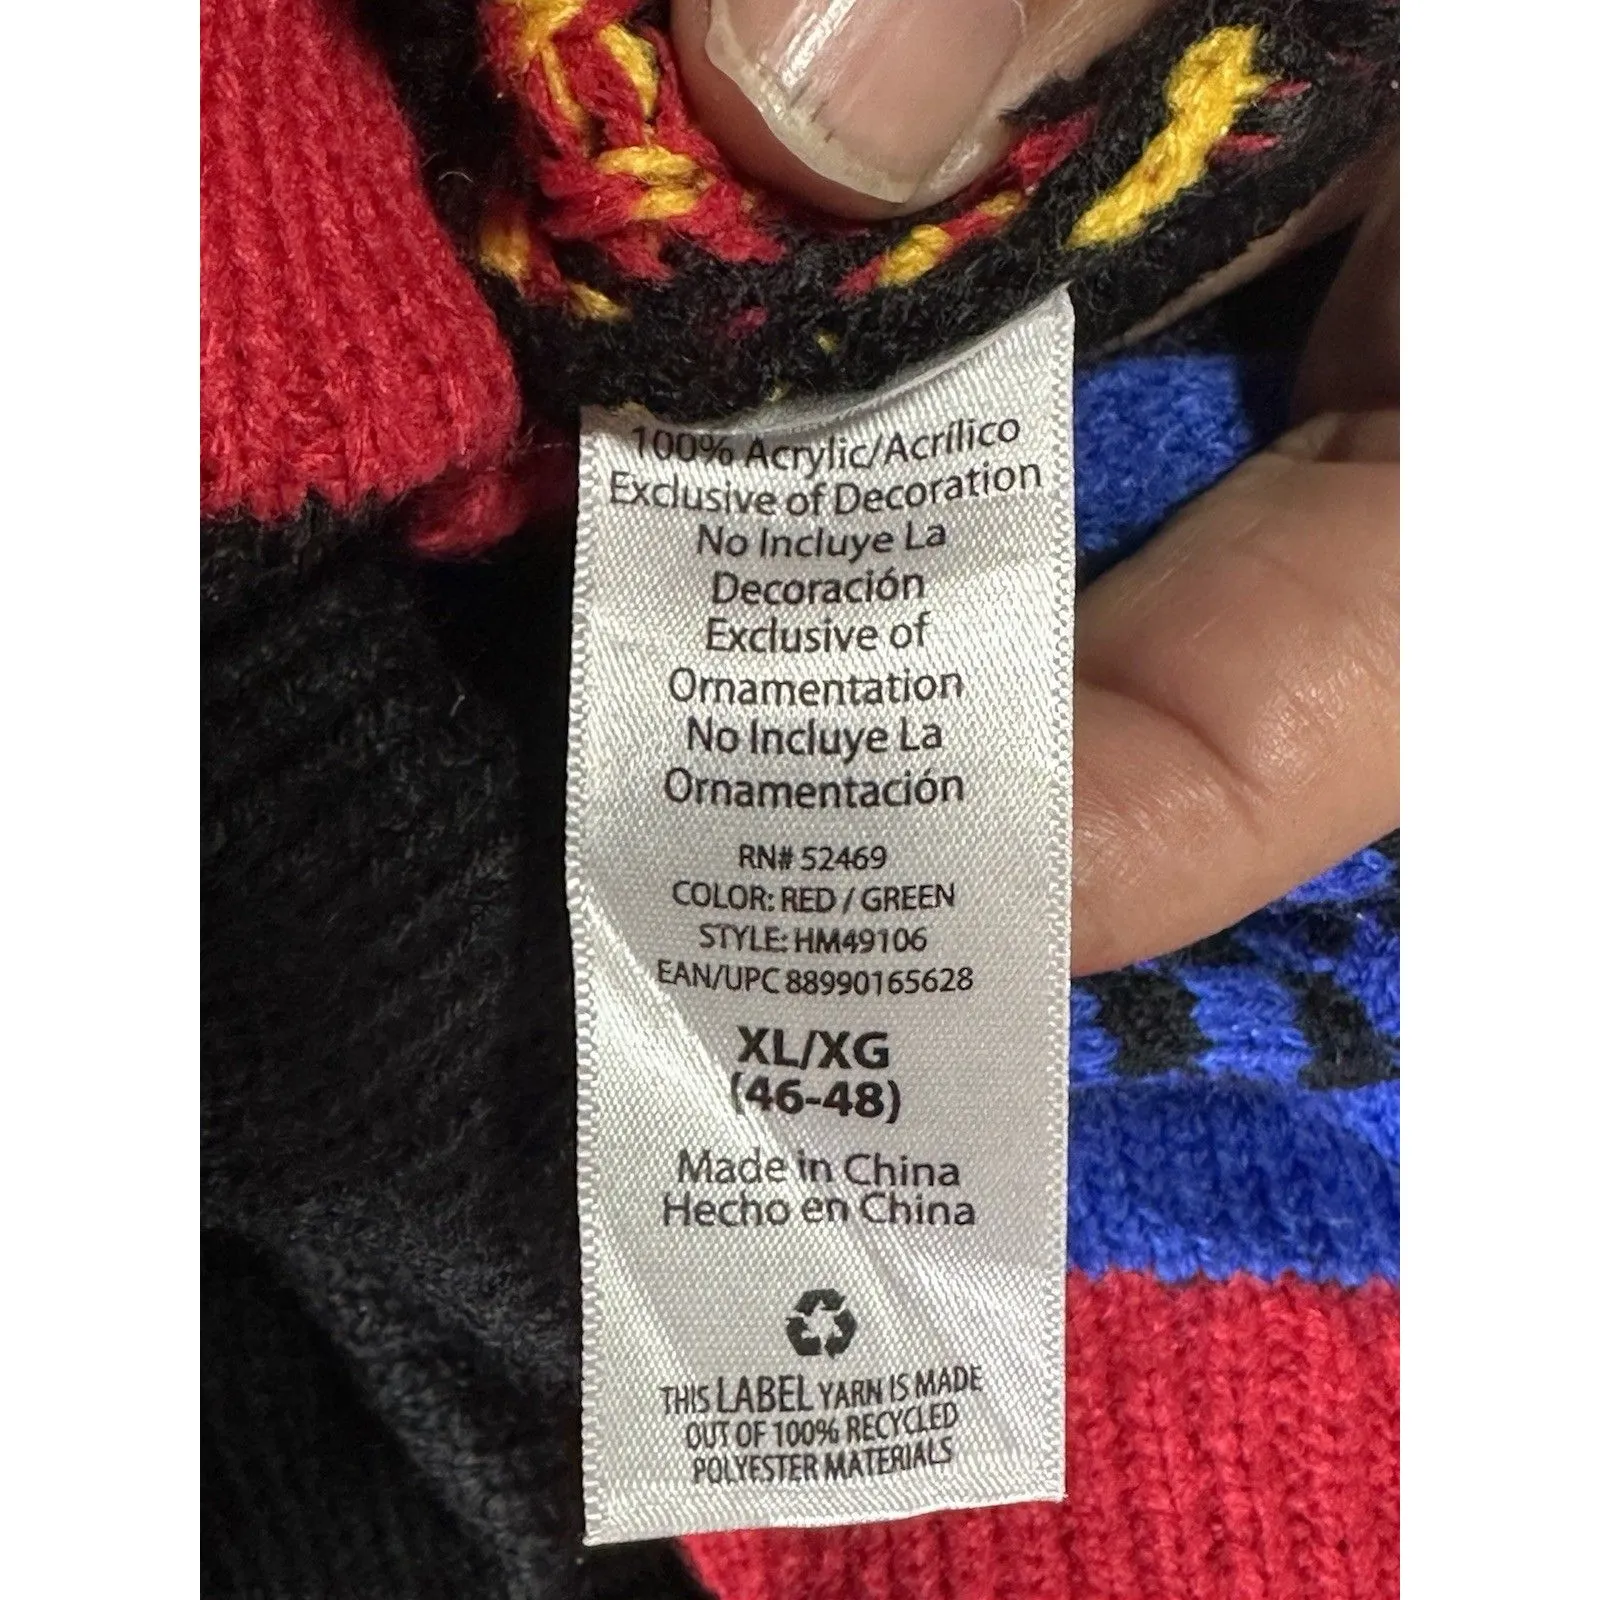 100% Acrylic/Acrílico
Exclusive of Decoration
No Incluye La
Decoración
Exclusive of
Ornamentation
No Incluye La
Ornamentación
RN# 52469
COLOR: RED / GREEN
STYLE: HM49106
EAN/UPC 88990165628
XL/XG
(46-48)
Made in China
Hecho en China
THIS LABEL YARN IS MADE
OUT OF 100% RECYCLED
POLYESTER MATERIALS